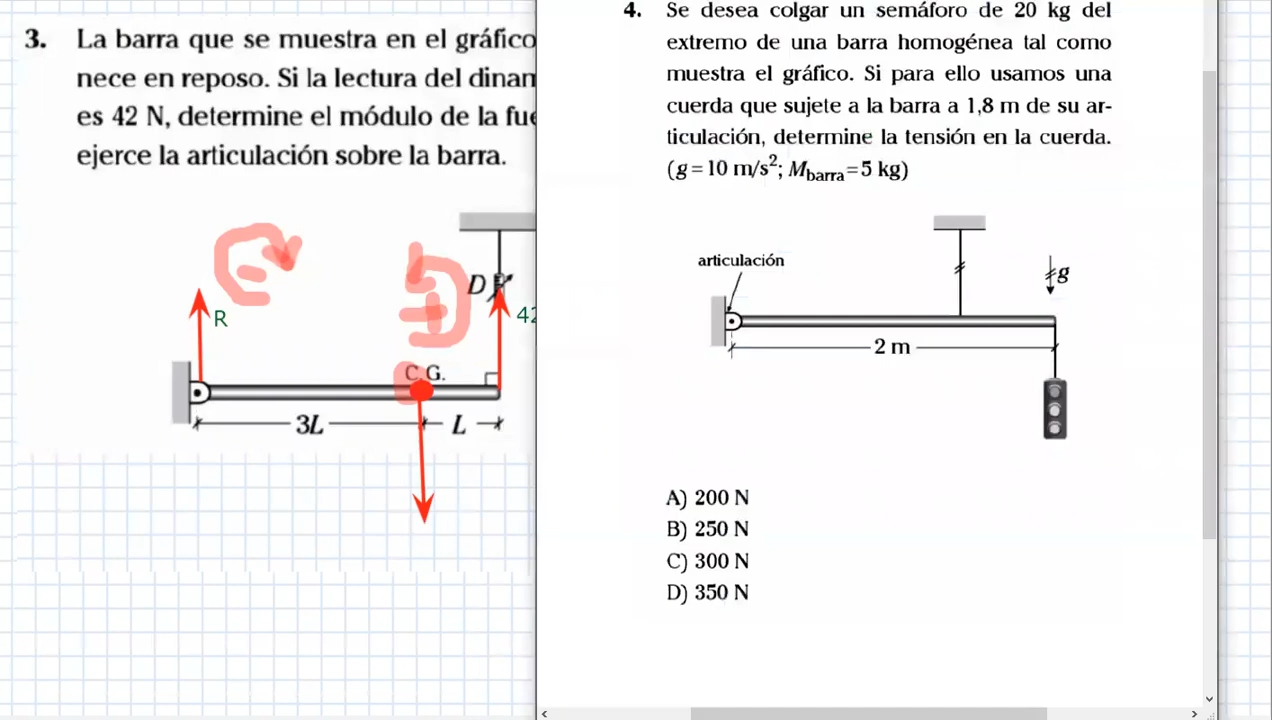 3. La barra que se muestra en el gráfico
nece en reposo. Si la lectura del
es 42 N, determine el módulo de la
ejerce la articulación sobre la barra.
D
R
42
C.G.
3L
L
4. Se desea colgar un semáforo de 20 kg del
extremo de una barra homogénea tal como
muestra el gráfico. Si para ello usamos una
cuerda que sujete a la barra a 1,8 m de su ar-
ticulación, determine la tensión en la cuerda.
(g=10 m/s²; M_barra=5 kg)
articulación
g
2 m
A) 200 N
B) 250 N
C) 300 N
D) 350 N